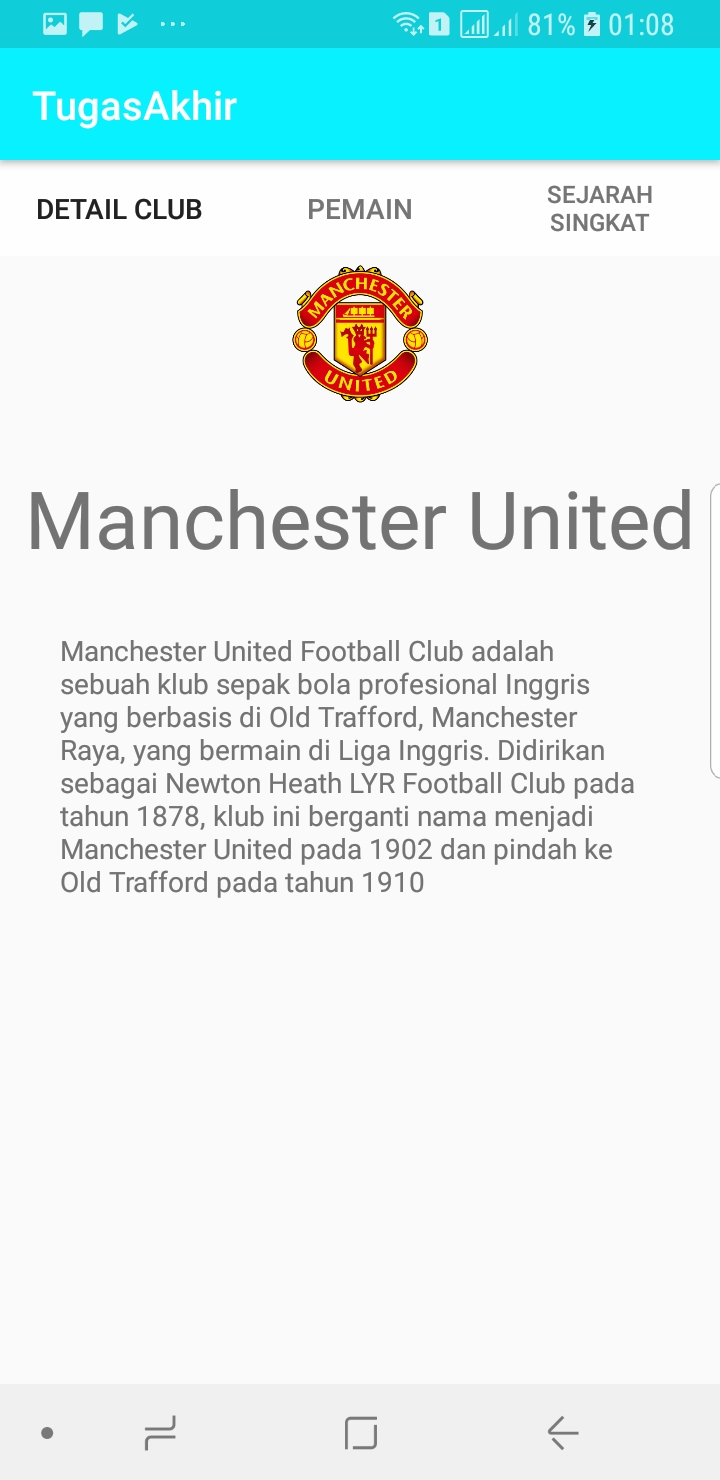 1 81% 01:08
TugasAkhir
DETAIL CLUB
PEMAIN
SEJARAH
SINGKAT
MANCHESTER
UNITED
Manchester United
Manchester United Football Club adalah
sebuah klub sepak bola profesional Inggris
yang berbasis di Old Trafford, Manchester
Raya, yang bermain di Liga Inggris. Didirikan
sebagai Newton Heath LYR Football Club pada
tahun 1878, klub ini berganti nama menjadi
Manchester United pada 1902 dan pindah ke
Old Trafford pada tahun 1910